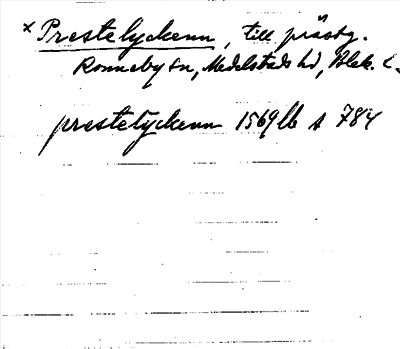 × Prestelyckenn, till prästg.
Ronneby sn, Medelstads hd, Blek. l.
prestelyckenn 1569 lb s 784